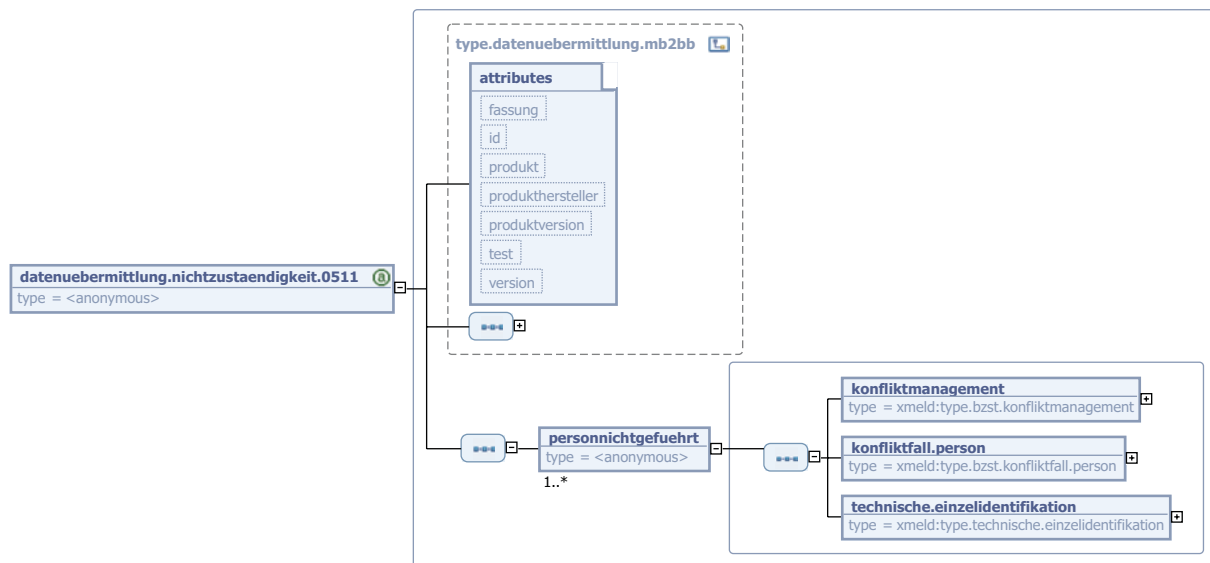 type.datenuebermittlung.mb2bb
attributes
fassung
id
produkt
produkthersteller
produktversion
test
version
datenuebermittlung.nichtzustaendigkeit.0511 a
type = <anonymous>
personnichtgefuehrt
type = <anonymous>
1..*
konfliktmanagement
type = xmeld:type.bzst.konfliktmanagement
konfliktfall.person
type = xmeld:type.bzst.konfliktfall.person
technische.einzelidentifikation
type = xmeld:type.technische.einzelidentifikation